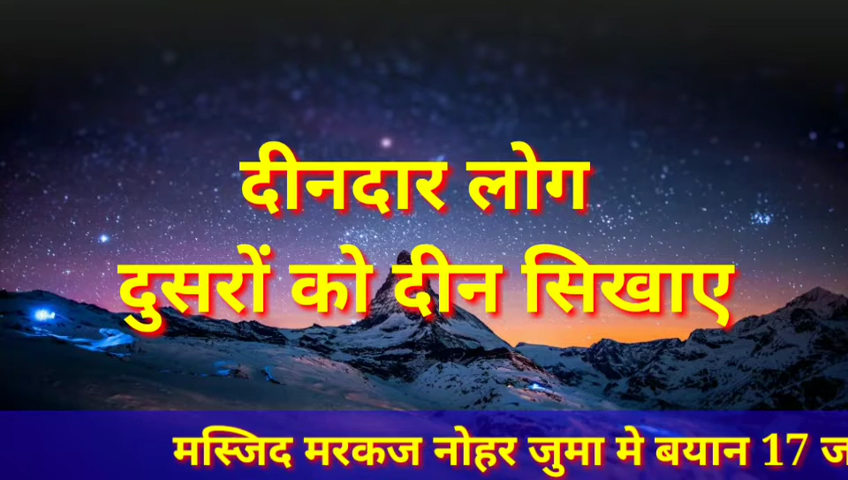 दीनदार लोग
दुसरों को दीन सिखाए
मस्जिद मरकज नोहर जुमा मे बयान 17